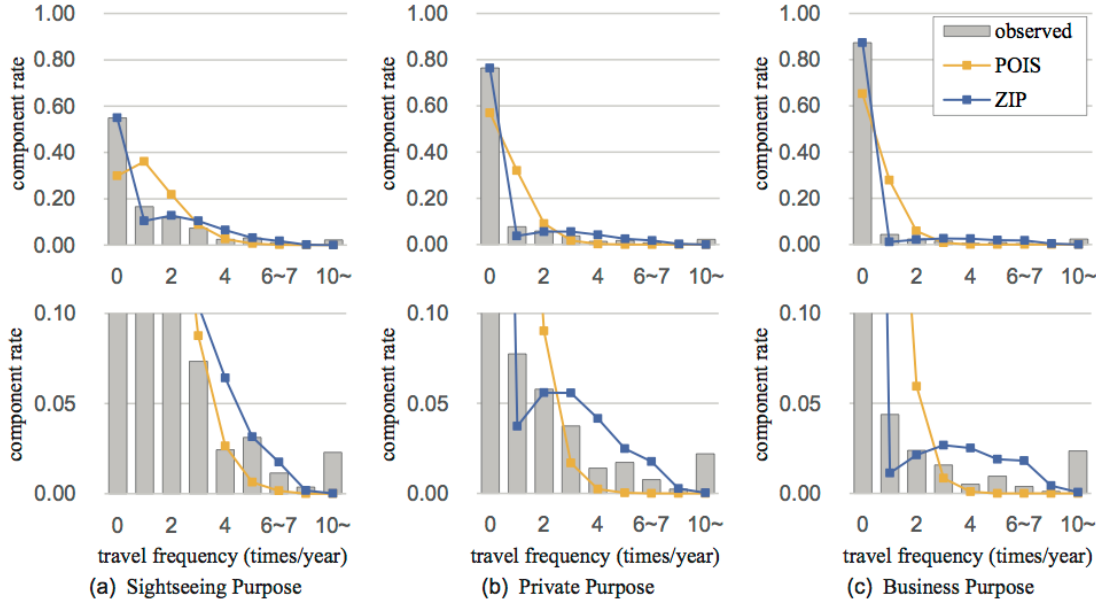 component rate
1.00
0.80
0.60
0.40
0.20
0.00
0 2 4 6~7 10~
component rate
1.00
0.80
0.60
0.40
0.20
0.00
0 2 4 6~7 10~
component rate
1.00
0.80
0.60
0.40
0.20
0.00
0 2 4 6~7 10~
observed
POIS
ZIP
component rate
0.10
0.05
0.00
0 2 4 6~7 10~
travel frequency (times/year)
(a) Sightseeing Purpose
component rate
0.10
0.05
0.00
0 2 4 6~7 10~
travel frequency (times/year)
(b) Private Purpose
component rate
0.10
0.05
0.00
0 2 4 6~7 10~
travel frequency (times/year)
(c) Business Purpose